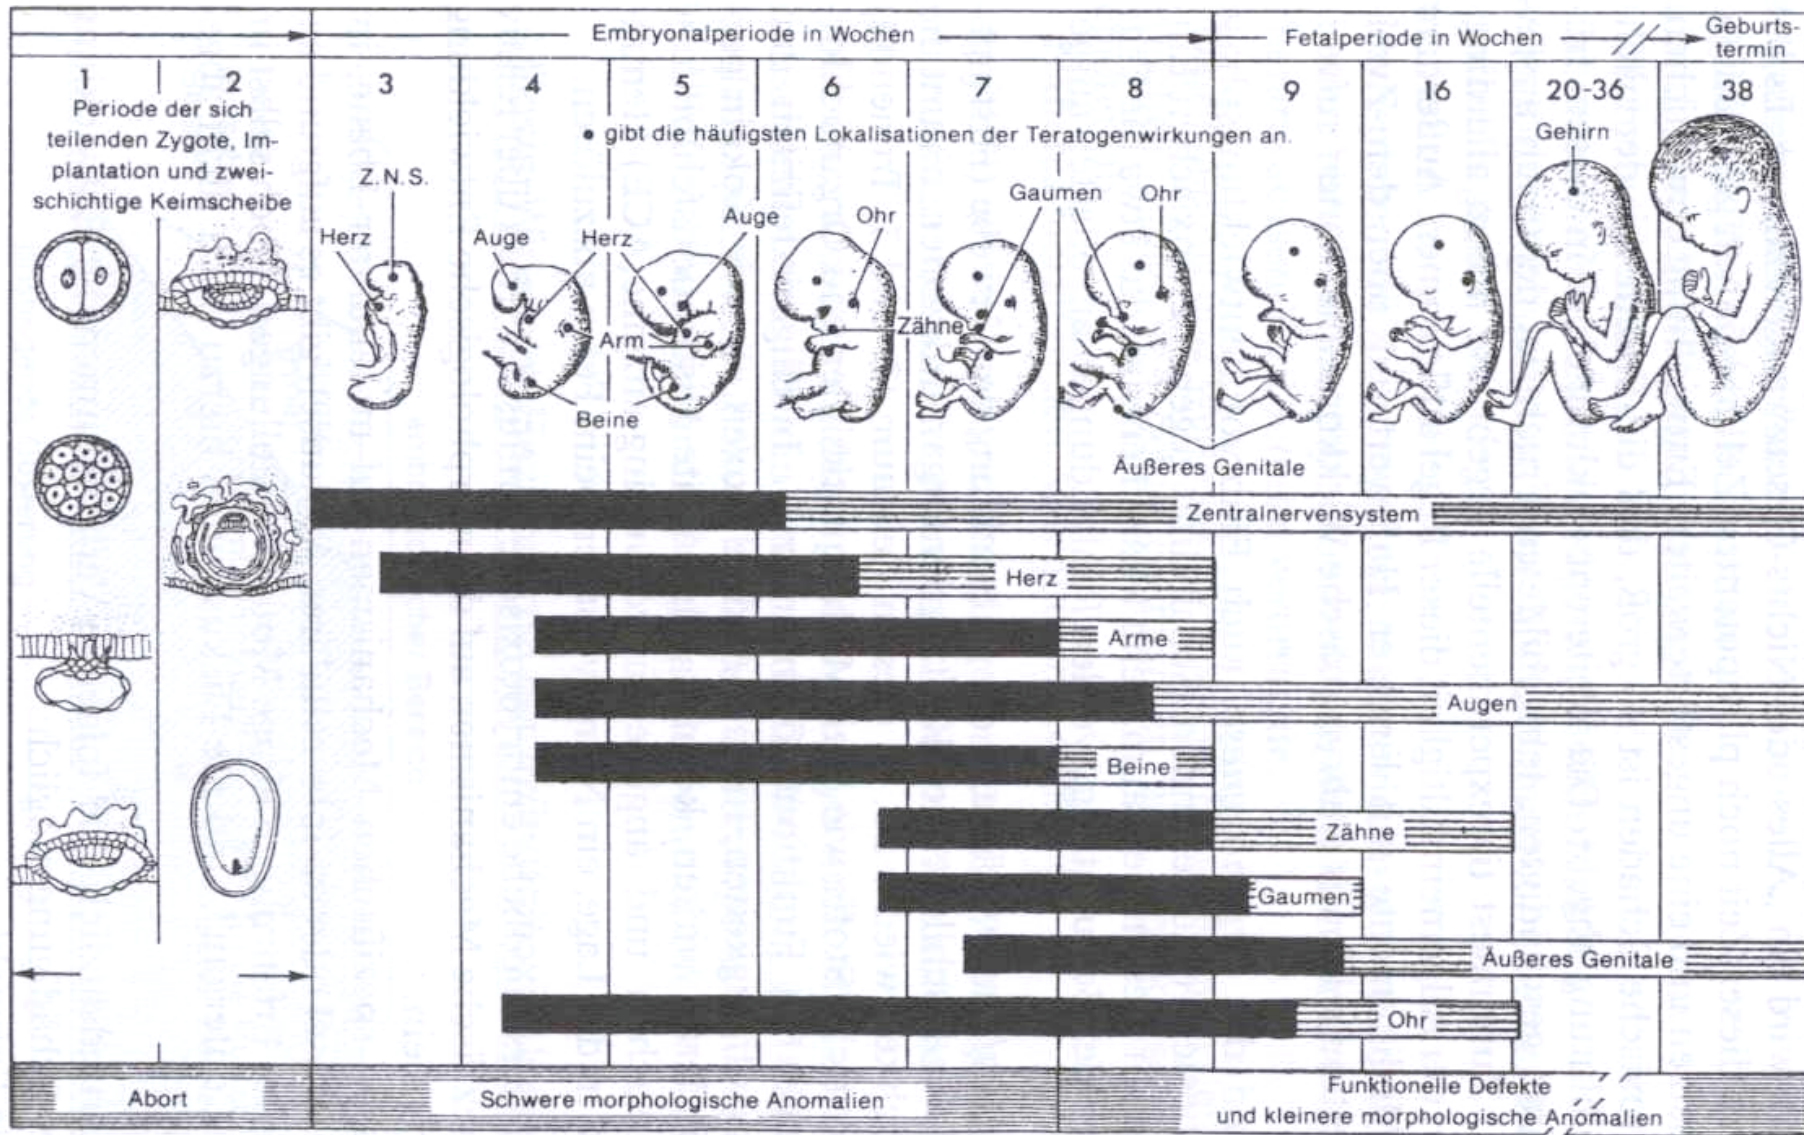 Embryonalperiode in Wochen
Fetalperiode in Wochen
Geburts-
termin
1
2
3
4
5
6
7
8
9
16
20-36
38
Periode der sich
teilenden Zygote, Im-
plantation und zwei-
schichtige Keimscheibe
• gibt die häufigsten Lokalisationen der Teratogenwirkungen an.
Gehirn
Z.N.S.
Herz
Auge
Herz
Auge
Ohr
Gaumen
Ohr
Arm
Zähne
Beine
Äußeres Genitale
Zentralnervensystem
Herz
Arme
Augen
Beine
Zähne
Gaumen
Äußeres Genitale
Ohr
Abort
Schwere morphologische Anomalien
Funktionelle Defekte
und kleinere morphologische Anomalien